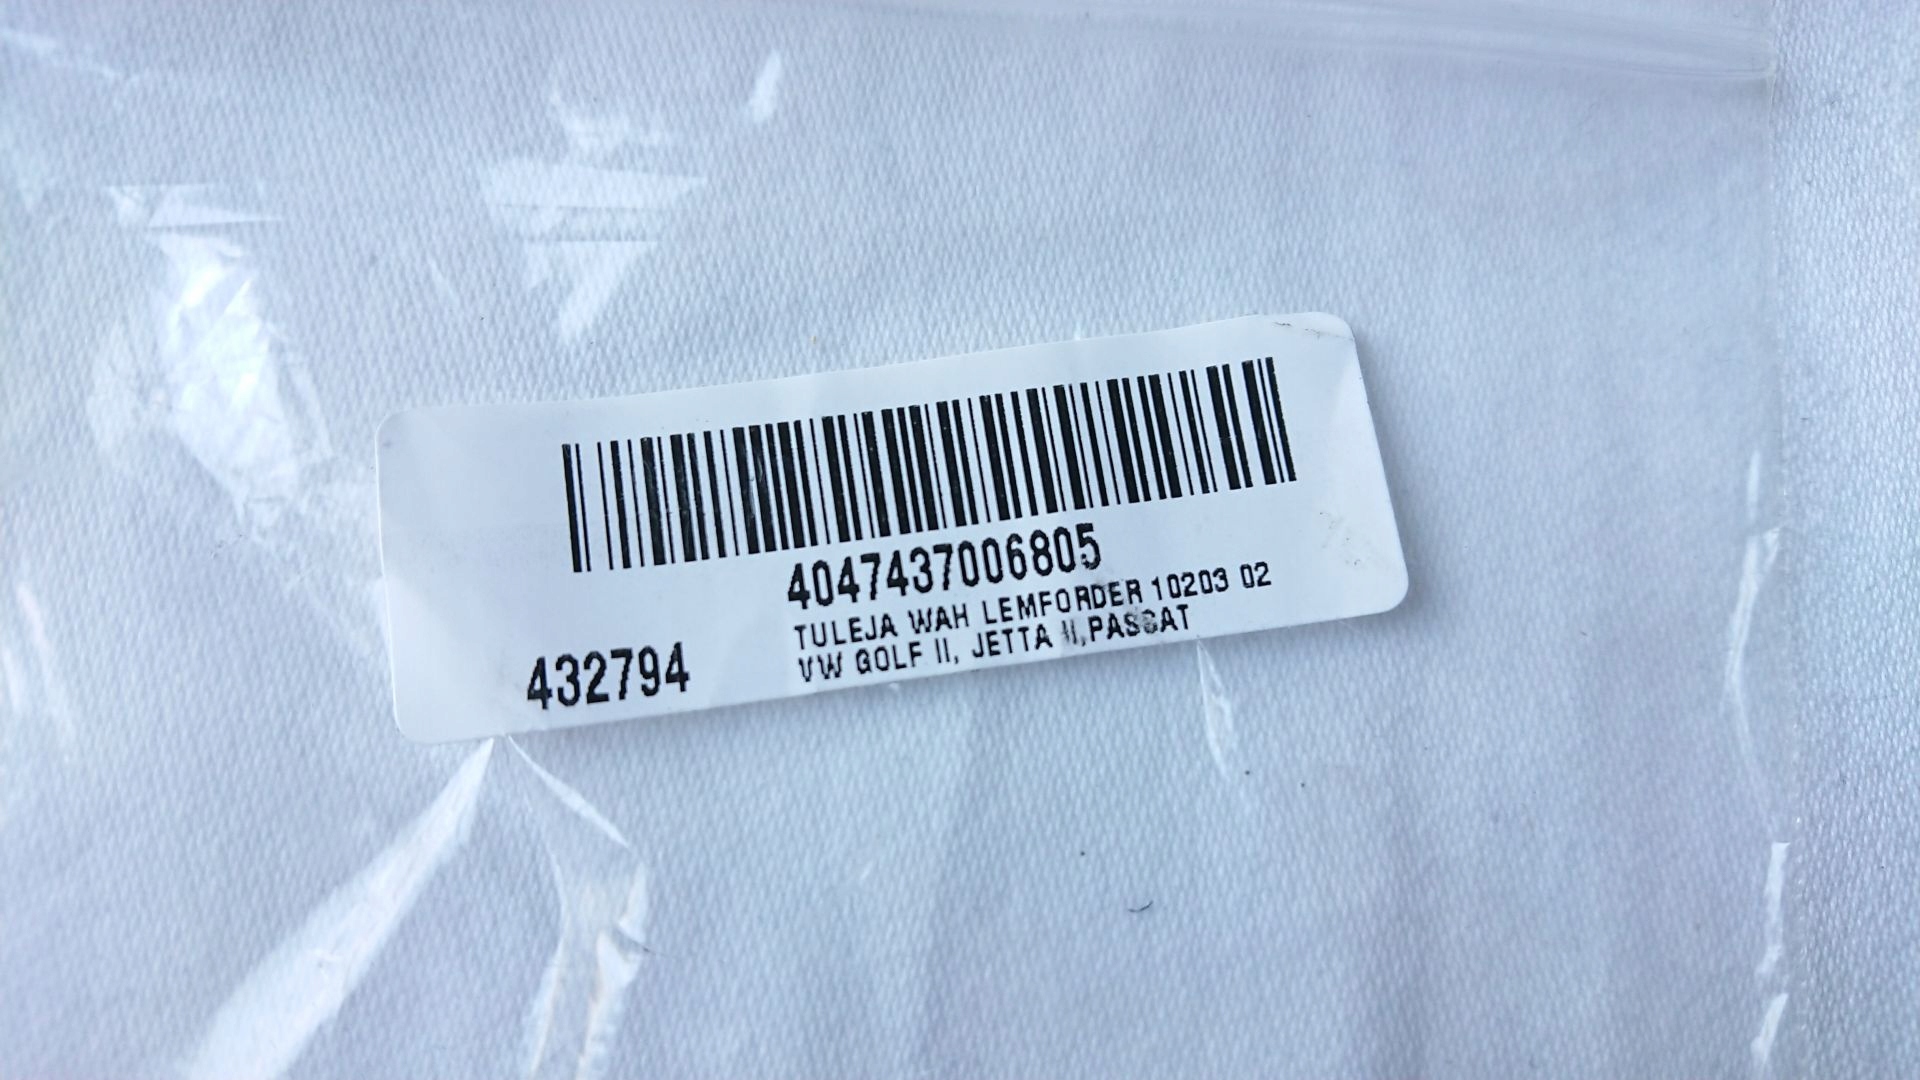 4047437006805
TULEJA WAH LEMFORDER 10203 02
VW GOLF II, JETTA II,PASSAT
432794